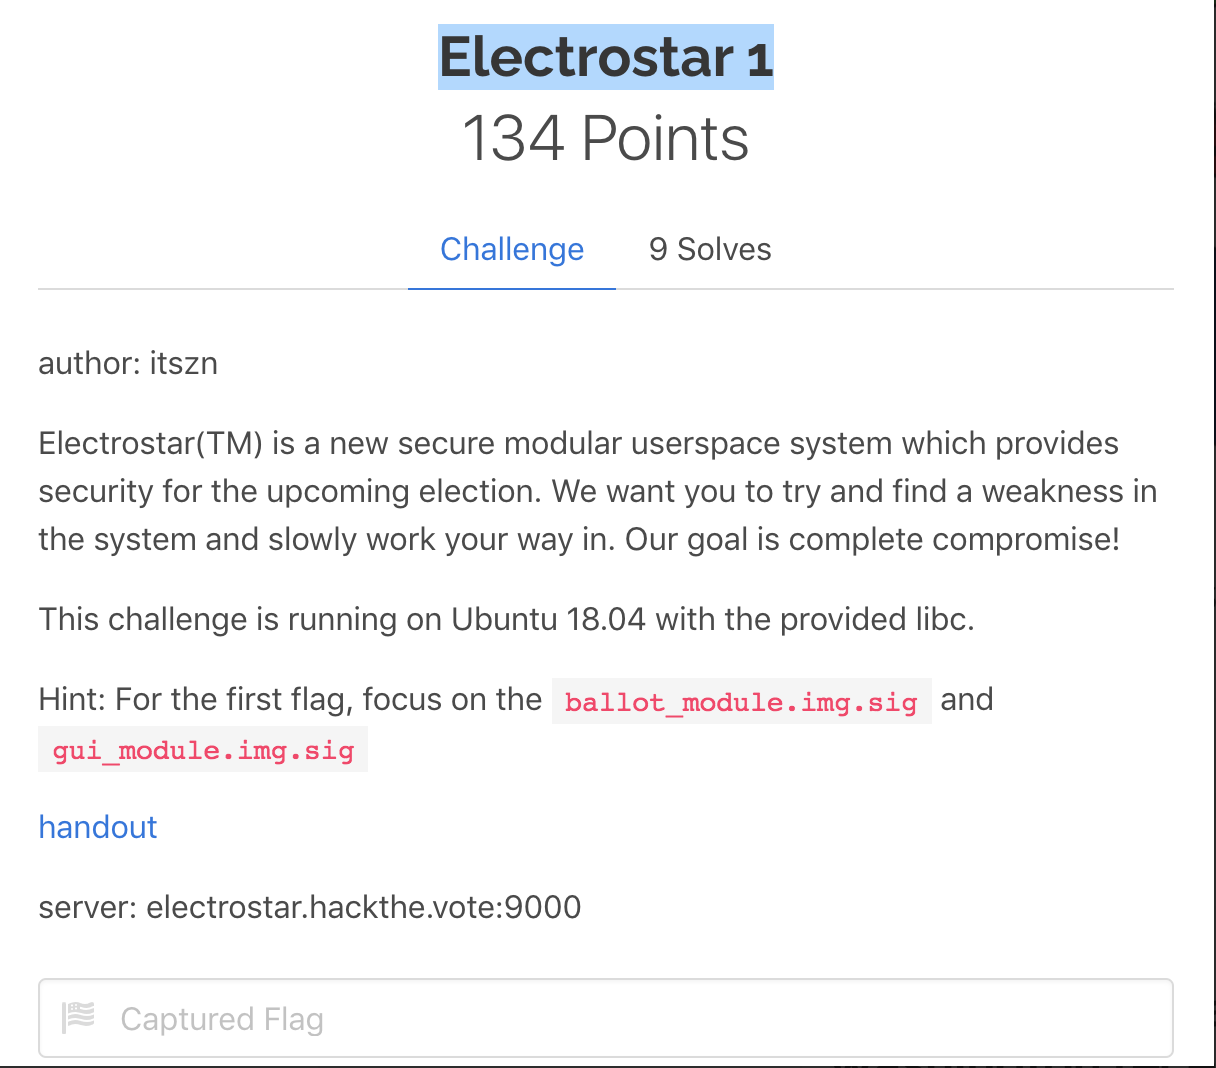 Electrostar 1
134 Points
Challenge
9 Solves
author: itszn
Electrostar(TM) is a new secure modular userspace system which provides
security for the upcoming election. We want you to try and find a weakness in
the system and slowly work your way in. Our goal is complete compromise!
This challenge is running on Ubuntu 18.04 with the provided libc.
Hint: For the first flag, focus on the ballot_module.img.sig and
gui_module.img.sig
handout
server: electrostar.hackthe.vote:9000
Captured Flag